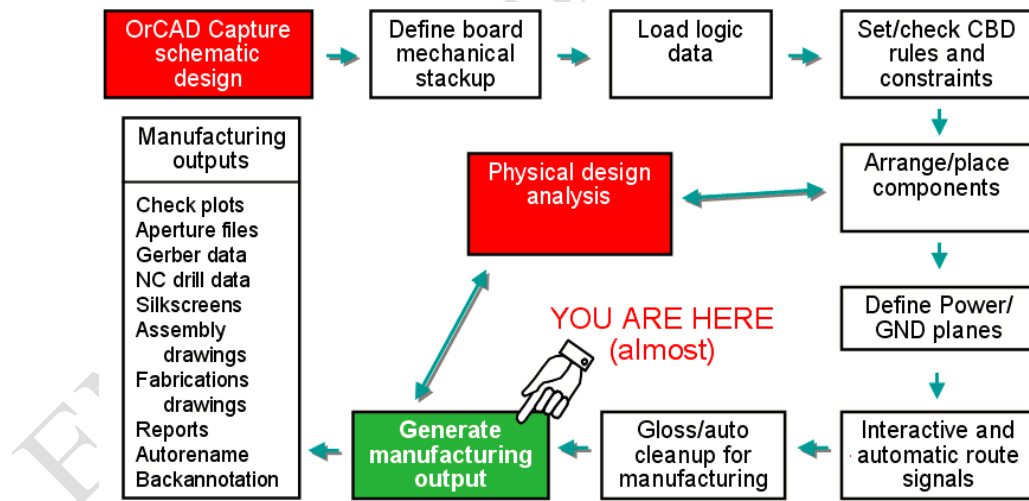 OrCAD Capture
schematic
design
Define board
mechanical
stackup
Load logic
data
Set/check CBD
rules and
constraints
Arrange/place
components
Physical design
analysis
Define Power/
GND planes
Interactive and
automatic route
signals
Gloss/auto
cleanup for
manufacturing
YOU ARE HERE
(almost)
Generate
manufacturing
output
Manufacturing
outputs
Check plots
Aperture files
Gerber data
NC drill data
Silkscreens
Assembly
drawings
Fabrications
drawings
Reports
Autorename
Backannotation